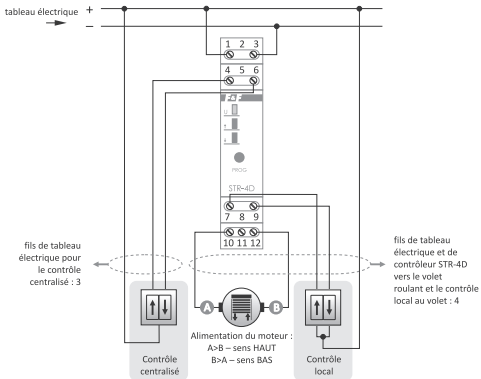 tableau électrique
+
−
1 2 3
4 5 6
F&F
U
PROG
STR-4D
7 8 9
10 11 12
fils de tableau
électrique pour
le contrôle
centralisé : 3
fils de tableau
électrique et de
contrôleur STR-4D
vers le volet
roulant et le contrôle
local au volet : 4
A
B
Alimentation du moteur :
A>B – sens HAUT
B>A – sens BAS
Contrôle
centralisé
Contrôle
local